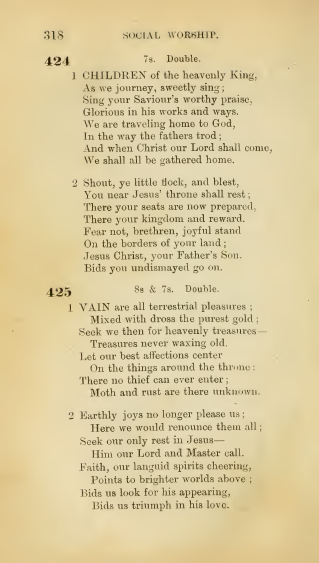 318 SOCIAL WORSHIP.
424 7s. Double.
1 CHILDREN of the heavenly King,
As we journey, sweetly sing;
Sing your Saviour's worthy praise,
Glorious in his works and ways.
We are traveling home to God,
In the way the fathers trod;
And when Christ our Lord shall come,
We shall all be gathered home.
2 Shout, ye little flock, and blest,
You near Jesus' throne shall rest;
There your seats are now prepared,
There your kingdom and reward.
Fear not, brethren, joyful stand
On the borders of your land;
Jesus Christ, your Father's Son.
Bids you undismayed go on.
425 8s & 7s. Double.
1 VAIN are all terrestrial pleasures;
Mixed with dross the purest gold;
Seek we then for heavenly treasures—
Treasures never waxing old.
Let our best affections center
On the things around the throne:
There no thief can ever enter;
Moth and rust are there unknown.
2 Earthly joys no longer please us;
Here we would renounce them all;
Seek our only rest in Jesus—
Him our Lord and Master call.
Faith, our languid spirits cheering,
Points to brighter worlds above;
Bids us look for his appearing,
Bids us triumph in his love.